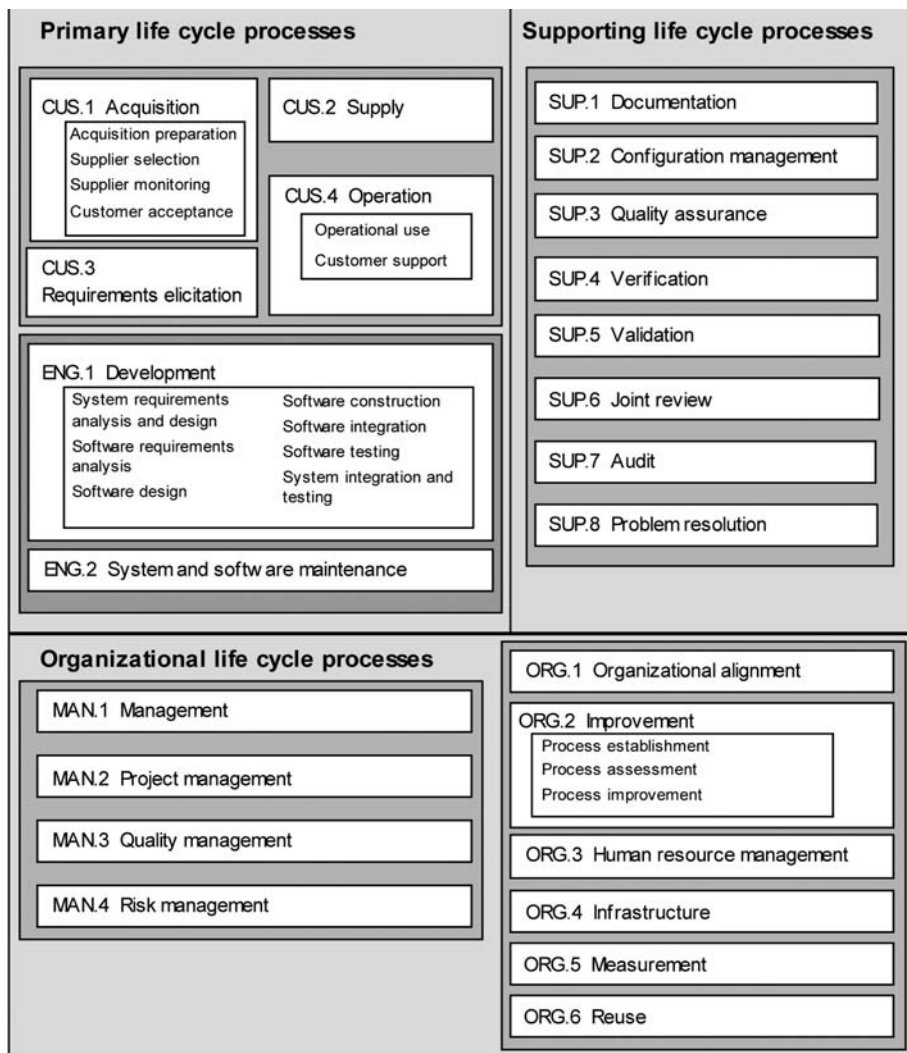 Primary life cycle processes
CUS.1 Acquisition
Acquisition preparation
Supplier selection
Supplier monitoring
Customer acceptance
CUS.2 Supply
CUS.3
Requirements elicitation
CUS.4 Operation
Operational use
Customer support
ENG.1 Development
System requirements
analysis and design
Software requirements
analysis
Software design
Software construction
Software integration
Software testing
System integration and
testing
ENG.2 System and software maintenance
Supporting life cycle processes
SUP.1 Documentation
SUP.2 Configuration management
SUP.3 Quality assurance
SUP.4 Verification
SUP.5 Validation
SUP.6 Joint review
SUP.7 Audit
SUP.8 Problem resolution
Organizational life cycle processes
MAN.1 Management
MAN.2 Project management
MAN.3 Quality management
MAN.4 Risk management
ORG.1 Organizational alignment
ORG.2 Improvement
Process establishment
Process assessment
Process improvement
ORG.3 Human resource management
ORG.4 Infrastructure
ORG.5 Measurement
ORG.6 Reuse